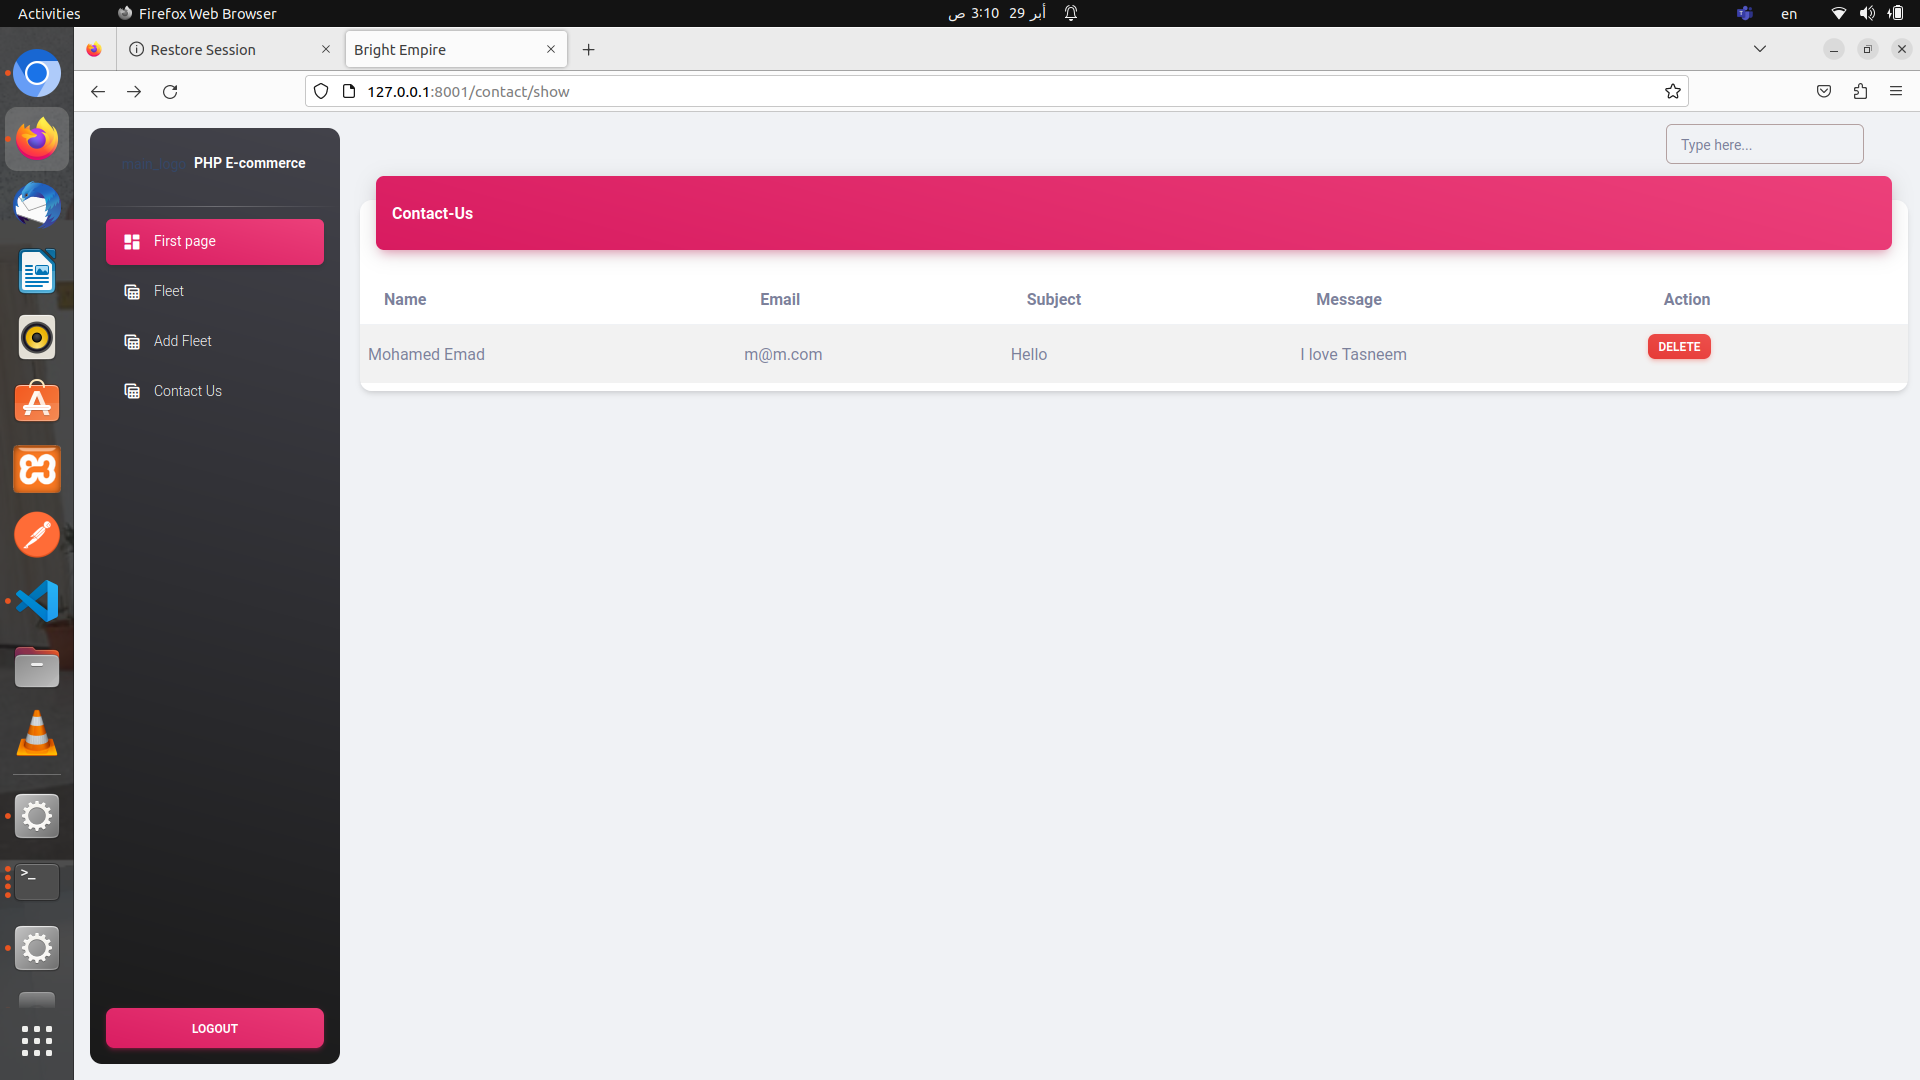 Activities
Firefox Web Browser
أبر 29 3:10 ص
en
Restore Session
Bright Empire
127.0.0.1:8001/contact/show
main_logo PHP E-commerce
Type here...
First page
Fleet
Add Fleet
Contact Us
LOGOUT
Contact-Us
Name Email Subject Message Action
Mohamed Emad m@m.com Hello I love Tasneem DELETE